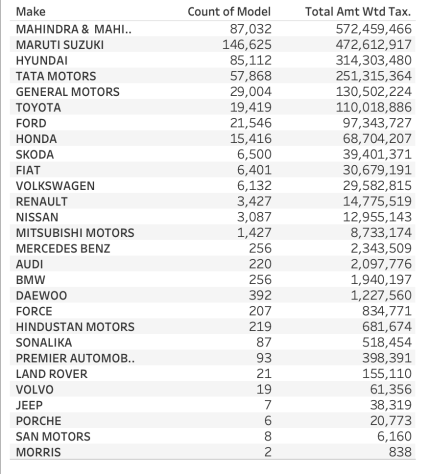 Make Count of Model Total Amt Wtd Tax.
MAHINDRA & MAHI.. 87,032 572,459,466
MARUTI SUZUKI 146,625 472,612,917
HYUNDAI 85,112 314,303,480
TATA MOTORS 57,868 251,315,364
GENERAL MOTORS 29,004 130,502,224
TOYOTA 19,419 110,018,886
FORD 21,546 97,343,727
HONDA 15,416 68,704,207
SKODA 6,500 39,401,371
FIAT 6,401 30,679,191
VOLKSWAGEN 6,132 29,582,815
RENAULT 3,427 14,775,519
NISSAN 3,087 12,955,143
MITSUBISHI MOTORS 1,427 8,733,174
MERCEDES BENZ 256 2,343,509
AUDI 220 2,097,776
BMW 256 1,940,197
DAEWOO 392 1,227,560
FORCE 207 834,771
HINDUSTAN MOTORS 219 681,674
SONALIKA 87 518,454
PREMIER AUTOMOB.. 93 398,391
LAND ROVER 21 155,110
VOLVO 19 61,356
JEEP 7 38,319
PORCHE 6 20,773
SAN MOTORS 8 6,160
MORRIS 2 838